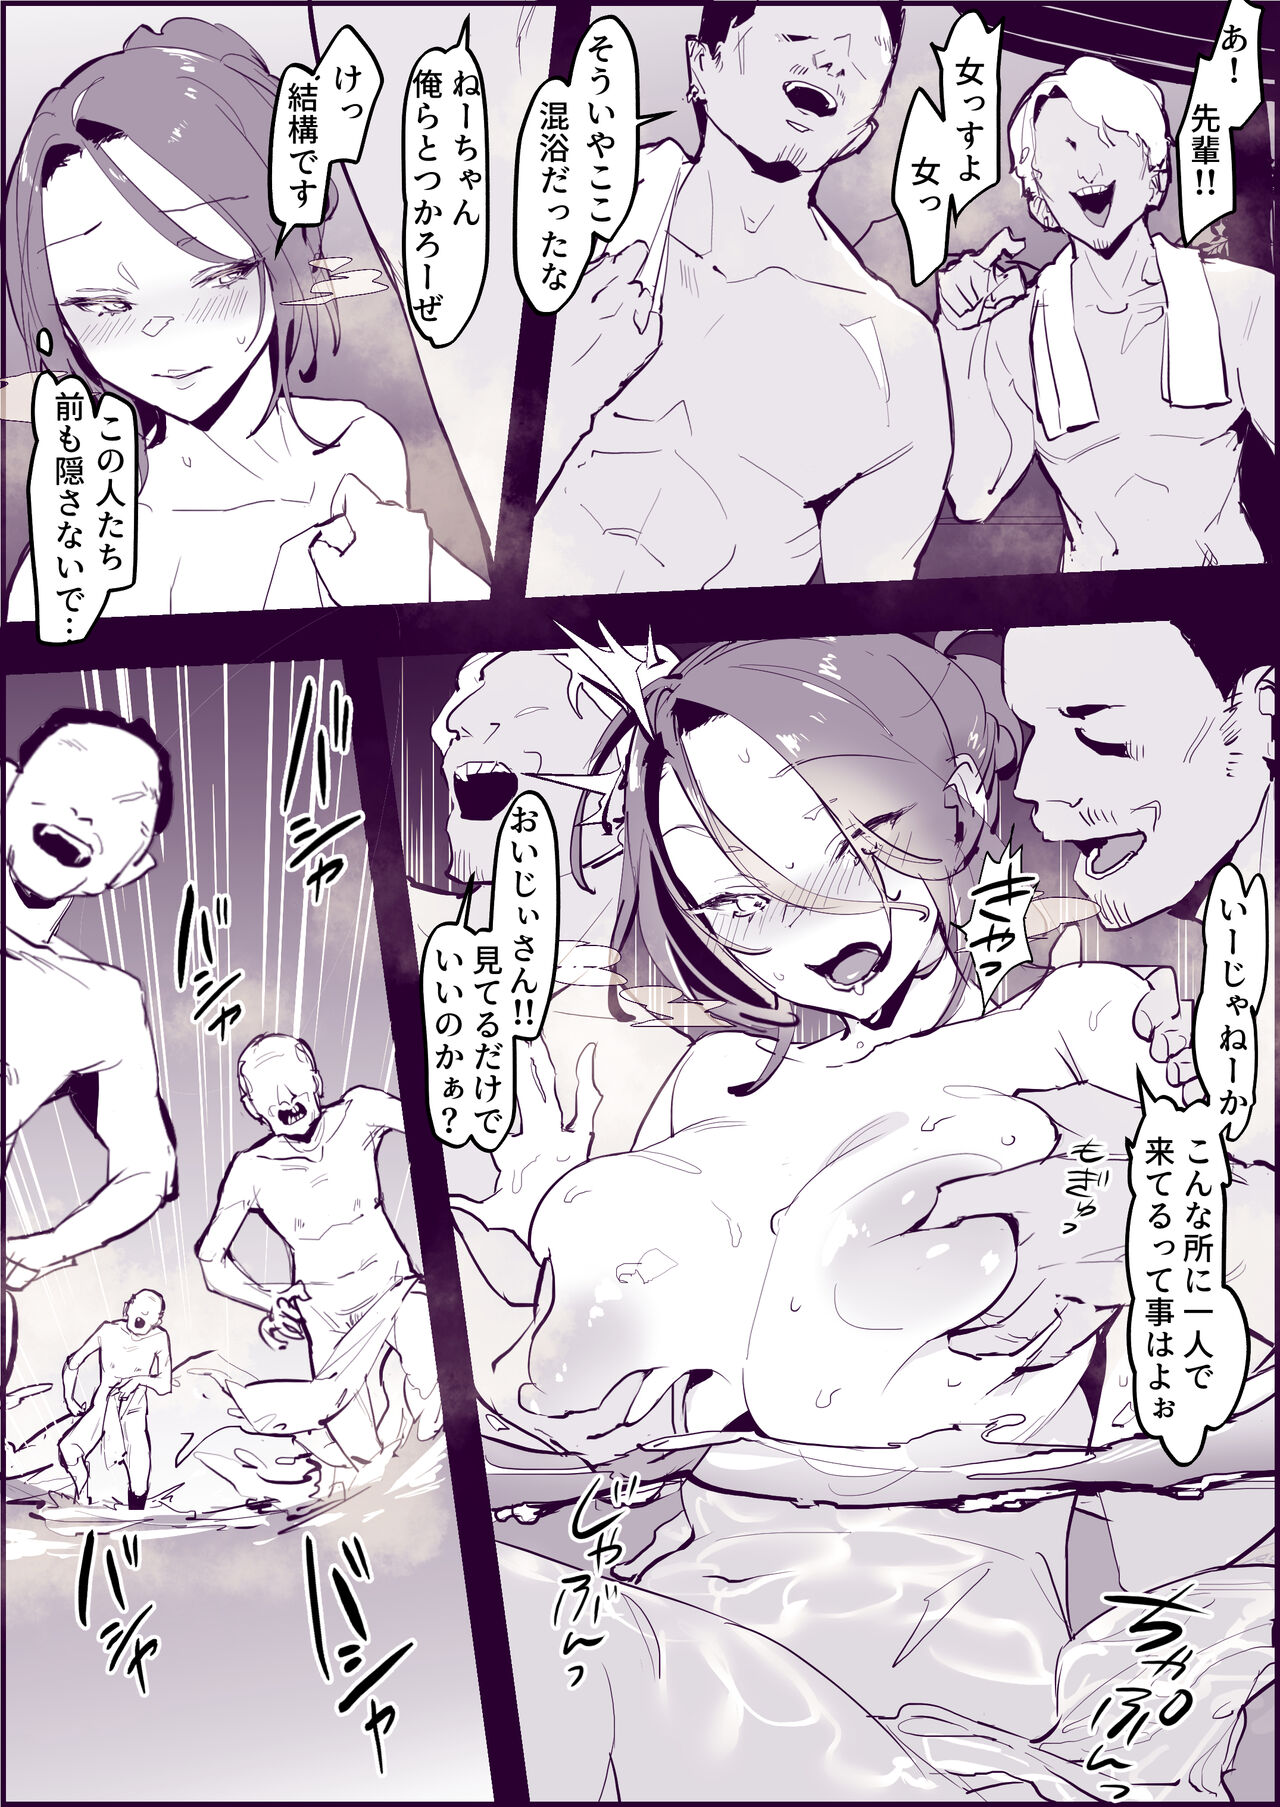 あ！
先輩!!
女っすよ
女っ
そういやここ
混浴だったな
ねーちゃん
俺らとつかろーぜ
けっ
結構です
この人たち
前も隠さないで…
いーじゃねーか
こんな所に一人で
来てるって事はよぉ
きゃっ
もぎゅっ
おいじぃさん!!
見てるだけで
いいのかぁ？
じゃぶんっ
ちゃぷんっ
バシャ
バシャ
バシャ
バシャ